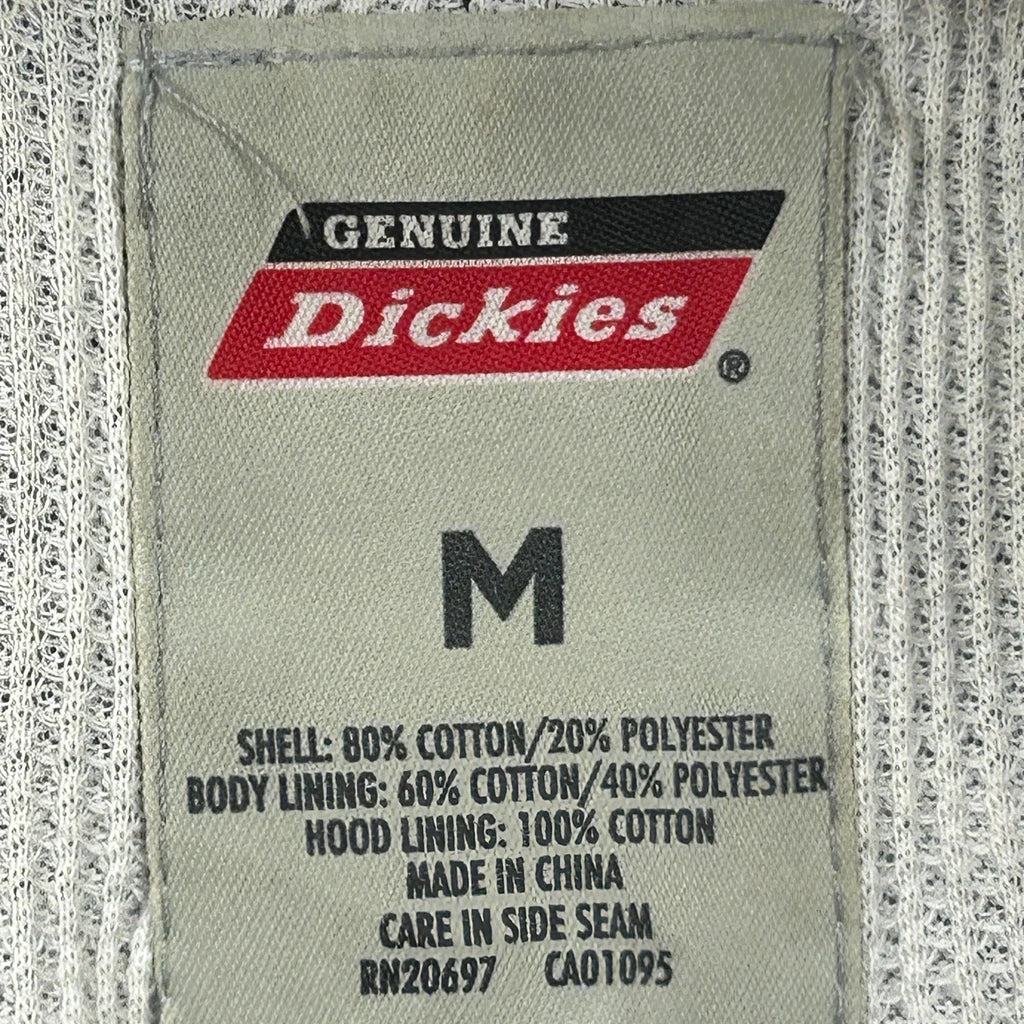 GENUINE
Dickies
®
M
SHELL: 80% COTTON/20% POLYESTER
BODY LINING: 60% COTTON/40% POLYESTER
HOOD LINING: 100% COTTON
MADE IN CHINA
CARE IN SIDE SEAM
RN20697 CA01095